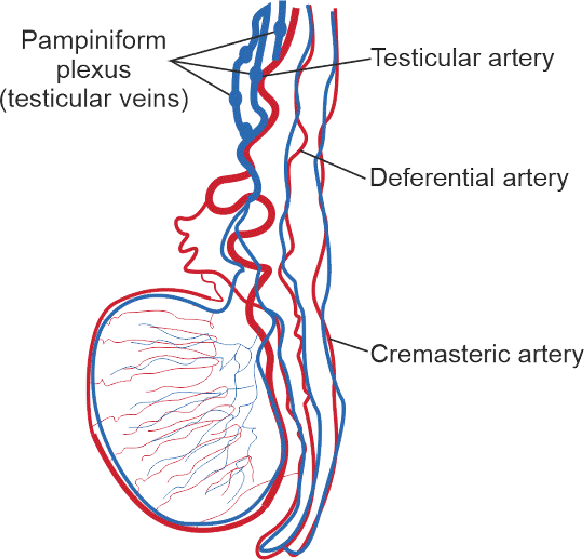 Pampiniform
plexus
(testicular veins)
Testicular artery
Deferential artery
Cremasteric artery